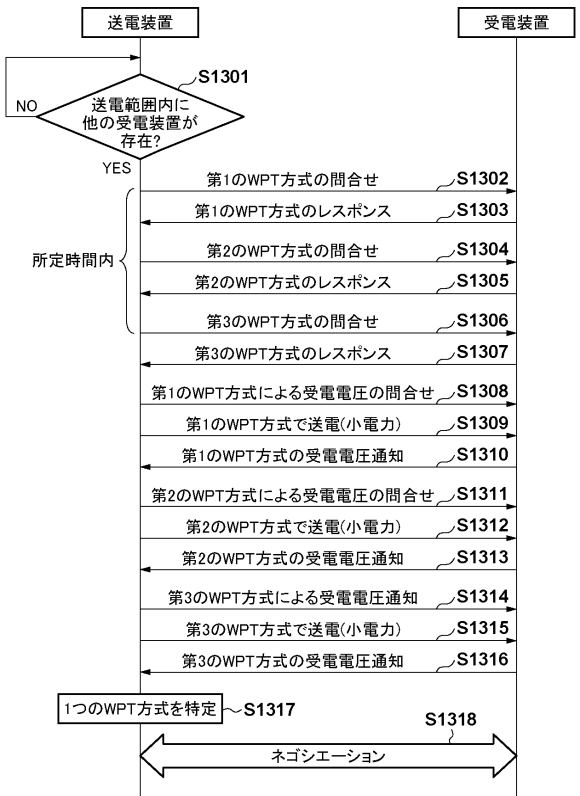 送電装置
受電装置
S1301
送電範囲内に
他の受電装置が
存在?
NO
YES
第1のWPT方式の問合せ
S1302
第1のWPT方式のレスポンス
S1303
第2のWPT方式の問合せ
S1304
所定時間内
第2のWPT方式のレスポンス
S1305
第3のWPT方式の問合せ
S1306
第3のWPT方式のレスポンス
S1307
第1のWPT方式による受電電圧の問合せ
S1308
第1のWPT方式で送電(小電力)
S1309
第1のWPT方式の受電電圧通知
S1310
第2のWPT方式による受電電圧の問合せ
S1311
第2のWPT方式で送電(小電力)
S1312
第2のWPT方式の受電電圧通知
S1313
第3のWPT方式による受電電圧通知
S1314
第3のWPT方式で送電(小電力)
S1315
第3のWPT方式の受電電圧通知
S1316
1つのWPT方式を特定
S1317
S1318
ネゴシエーション